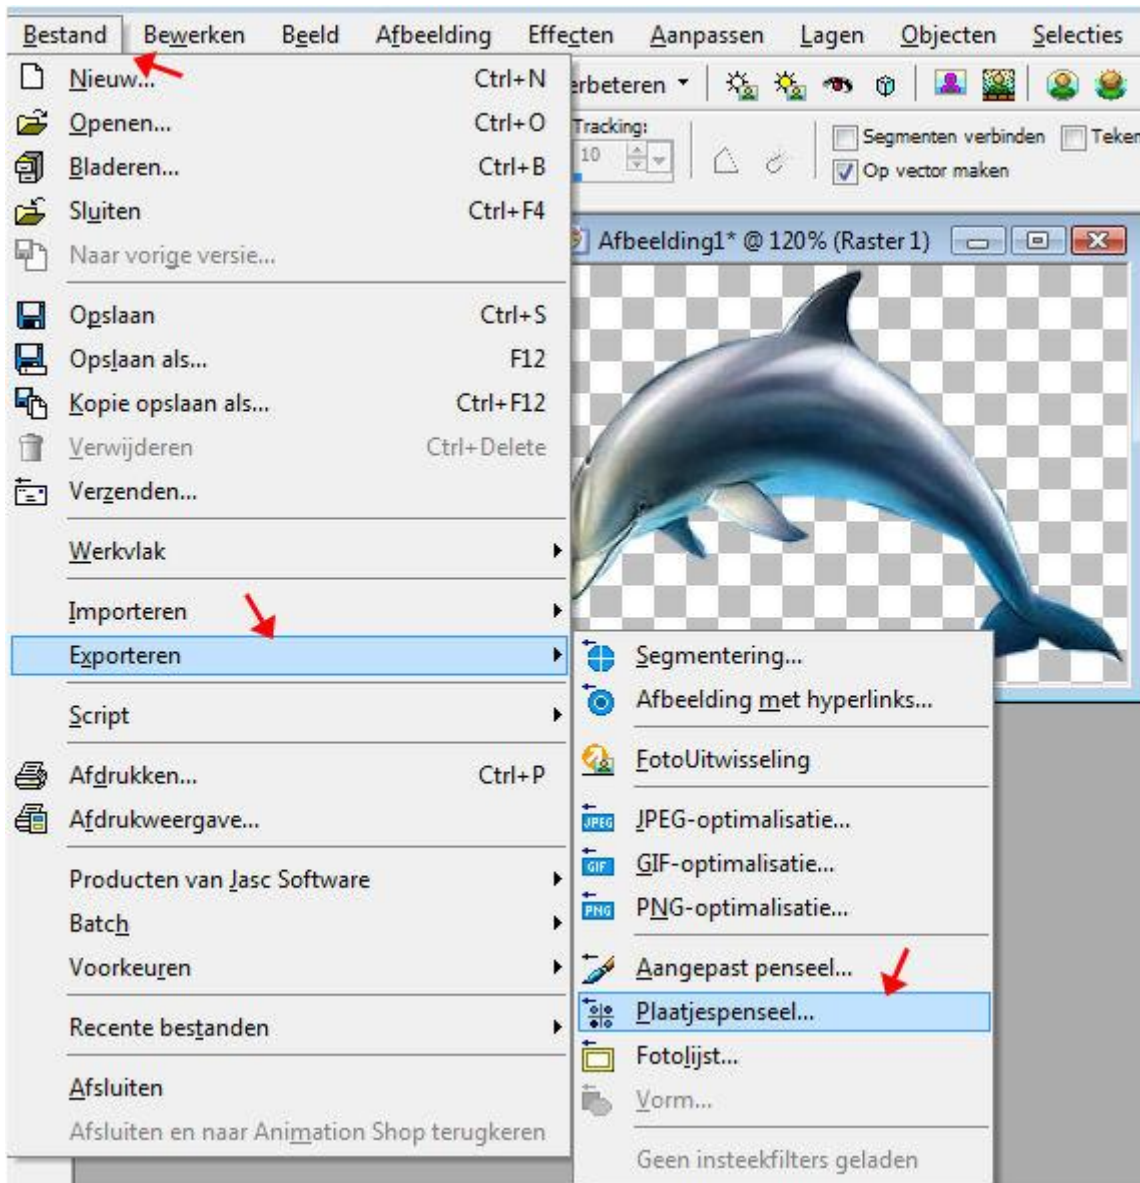 Bestand Bewerken Beeld Afbeelding Effecten Aanpassen Lagen Objecten Selecties
Nieuw... Ctrl+N
Openen... Ctrl+O
Bladeren... Ctrl+B
Sluiten Ctrl+F4
Naar vorige versie...
Opslaan Ctrl+S
Opslaan als... F12
Kopie opslaan als... Ctrl+F12
Verwijderen Ctrl+Delete
Verzenden...
Werkvlak
Importeren
Exporteren
Script
Afdrukken... Ctrl+P
Afdrukweergave...
Producten van Jasc Software
Batch
Voorkeuren
Recente bestanden
Afsluiten
Afsluiten en naar Animation Shop terugkeren
erbeteren
Tracking:
10
Segmenten verbinden Teken
Op vector maken
Afbeelding1* @ 120% (Raster 1)
Segmentering...
Afbeelding met hyperlinks...
FotoUitwisseling
JPEG JPEG-optimalisatie...
GIF GIF-optimalisatie...
PNG PNG-optimalisatie...
Aangepast penseel...
Plaatjespenseel...
Fotolijst...
Vorm...
Geen insteekfilters geladen